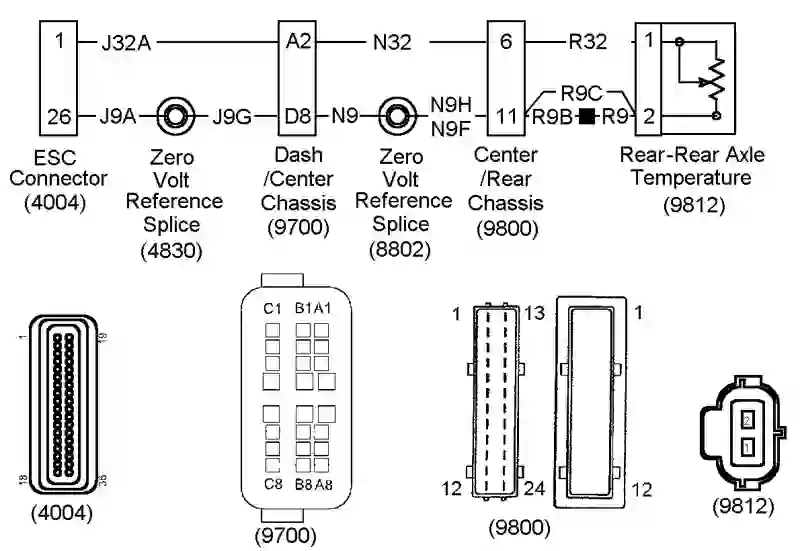 1 J32A A2 N32 6 R32 1
R9C
26 J9A J9G D8 N9 N9H 11 R9B R9 2
N9F
ESC
Connector
(4004)
Zero
Volt
Reference
Splice
(4830)
Dash
/Center
Chassis
(9700)
Zero
Volt
Reference
Splice
(8802)
Center
/Rear
Chassis
(9800)
Rear-Rear Axle
Temperature
(9812)
1 19
18 36
(4004)
C1 B1 A1
C8 B8 A8
(9700)
1 13
12 24
1
12
(9800)
2
1
(9812)